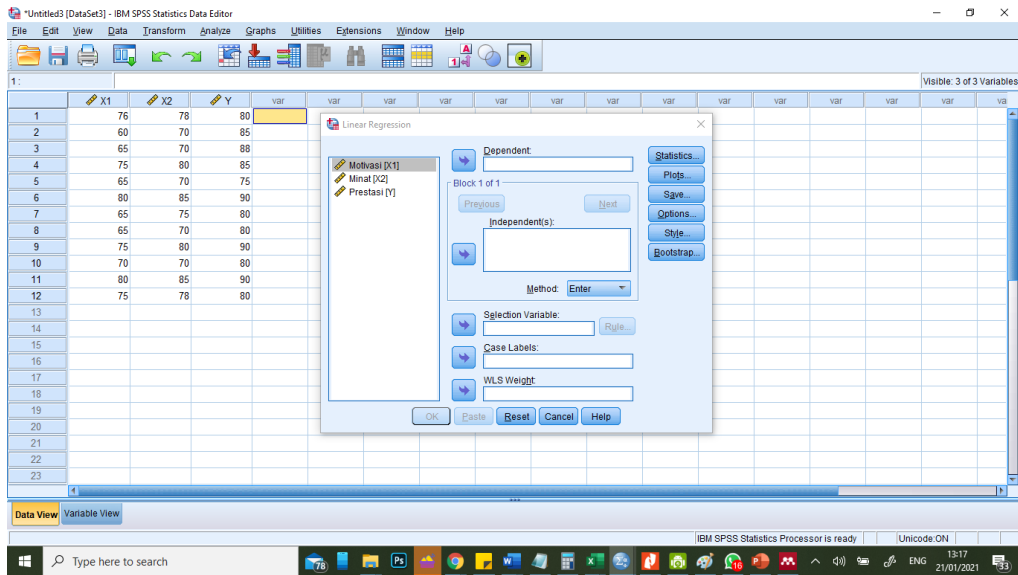 *Untitled3 [DataSet3] - IBM SPSS Statistics Data Editor
File Edit View Data Transform Analyze Graphs Utilities Extensions Window Help
1 :
Visible: 3 of 3 Variables
X1 X2 Y var var var var var var var var var var var var var va
1 76 78 80
2 60 70 85
3 65 70 88
4 75 80 85
5 65 70 75
6 80 85 90
7 65 75 80
8 65 70 80
9 75 80 90
10 70 70 80
11 80 85 90
12 75 78 80
13
14
15
16
17
18
19
20
21
22
23
Linear Regression
Motivasi [X1]
Minat [X2]
Prestasi [Y]
Dependent:
Block 1 of 1
Previous Next
Independent(s):
Method: Enter
Selection Variable:
Rule...
Case Labels:
WLS Weight:
Statistics...
Plots...
Save...
Options...
Style...
Bootstrap...
OK Paste Reset Cancel Help
Data View Variable View
IBM SPSS Statistics Processor is ready Unicode:ON
Type here to search
78
Ps
16
ENG
13:17
21/01/2021
33